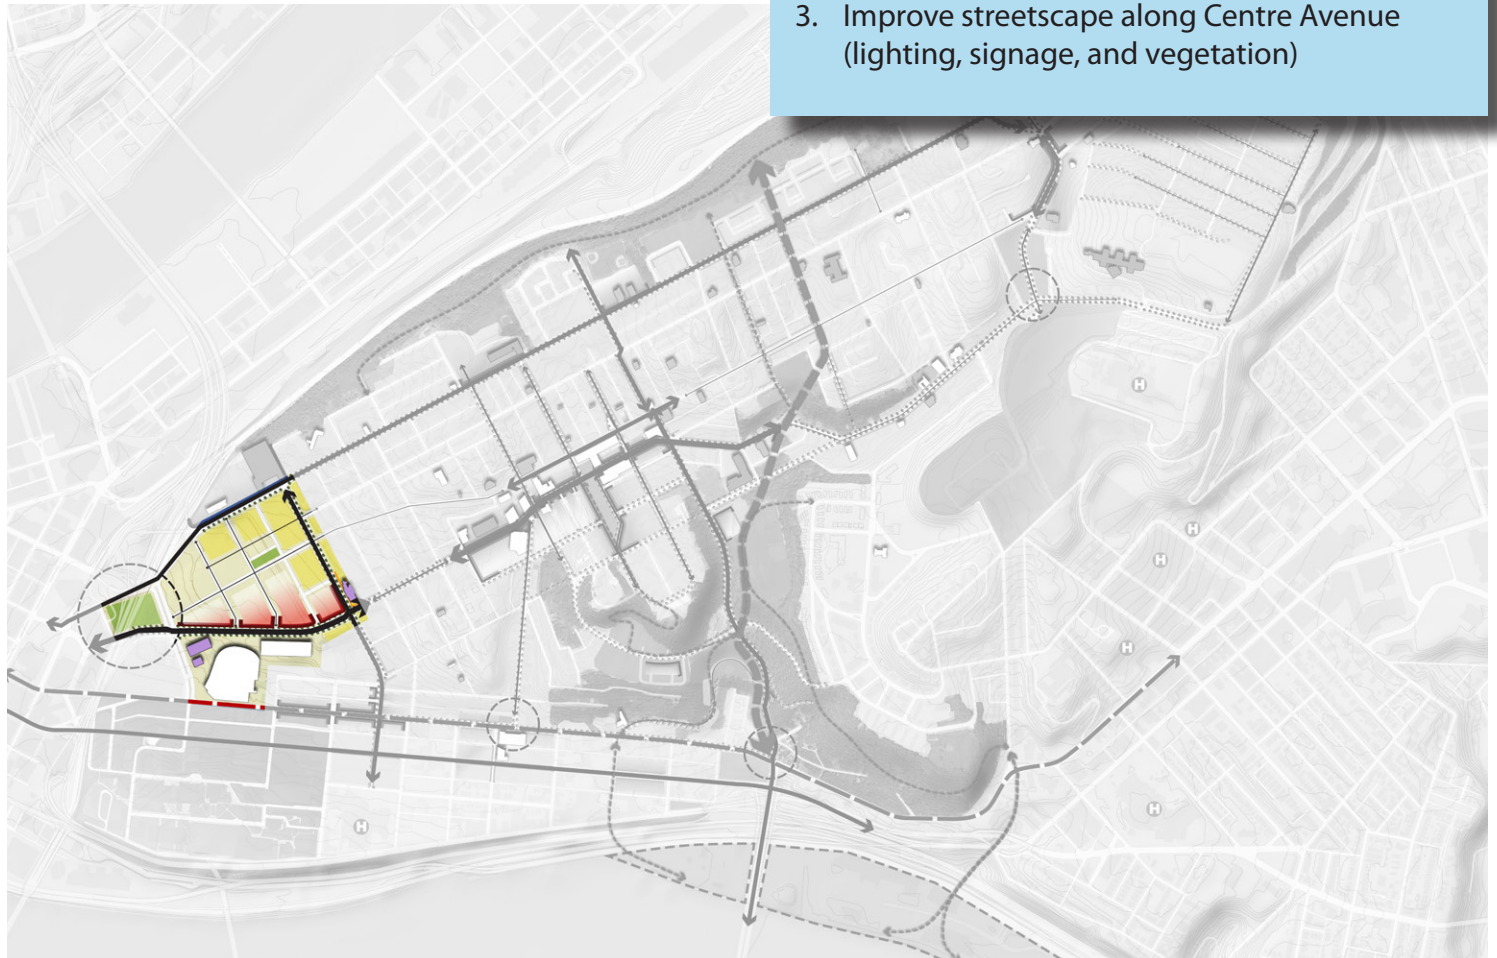 3. Improve streetscape along Centre Avenue
(lighting, signage, and vegetation)
H
H
H
H
H
H